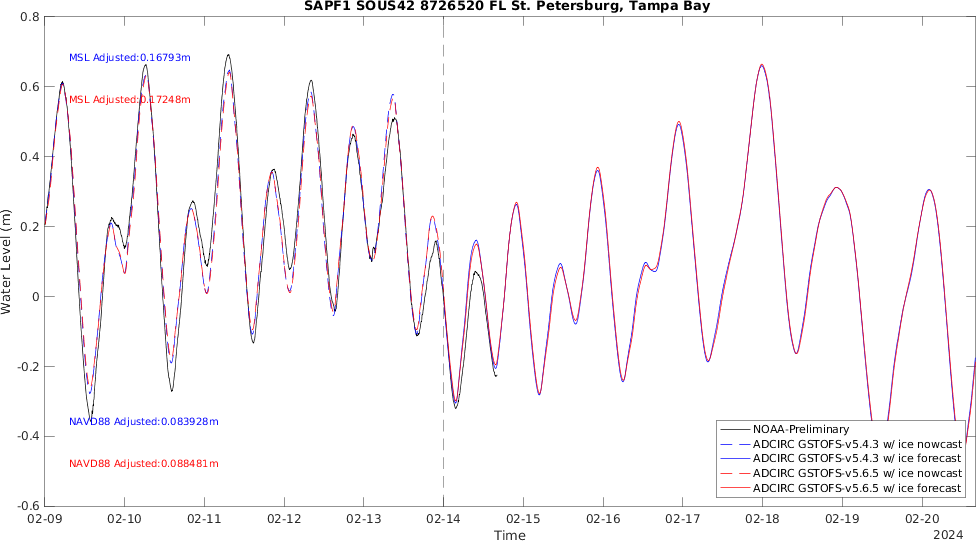 SAPF1 SOUS42 8726520 FL St. Petersburg, Tampa Bay
0.8
0.6
0.4
0.2
0
-0.2
-0.4
-0.6
Water Level (m)
MSL Adjusted:0.16793m
MSL Adjusted:0.17248m
NAVD88 Adjusted:0.083928m
NAVD88 Adjusted:0.088481m
NOAA-Preliminary
ADCIRC GSTOFS-v5.4.3 w/ ice nowcast
ADCIRC GSTOFS-v5.4.3 w/ ice forecast
ADCIRC GSTOFS-v5.6.5 w/ ice nowcast
ADCIRC GSTOFS-v5.6.5 w/ ice forecast
02-09 02-10 02-11 02-12 02-13 02-14 02-15 02-16 02-17 02-18 02-19 02-20
Time
2024